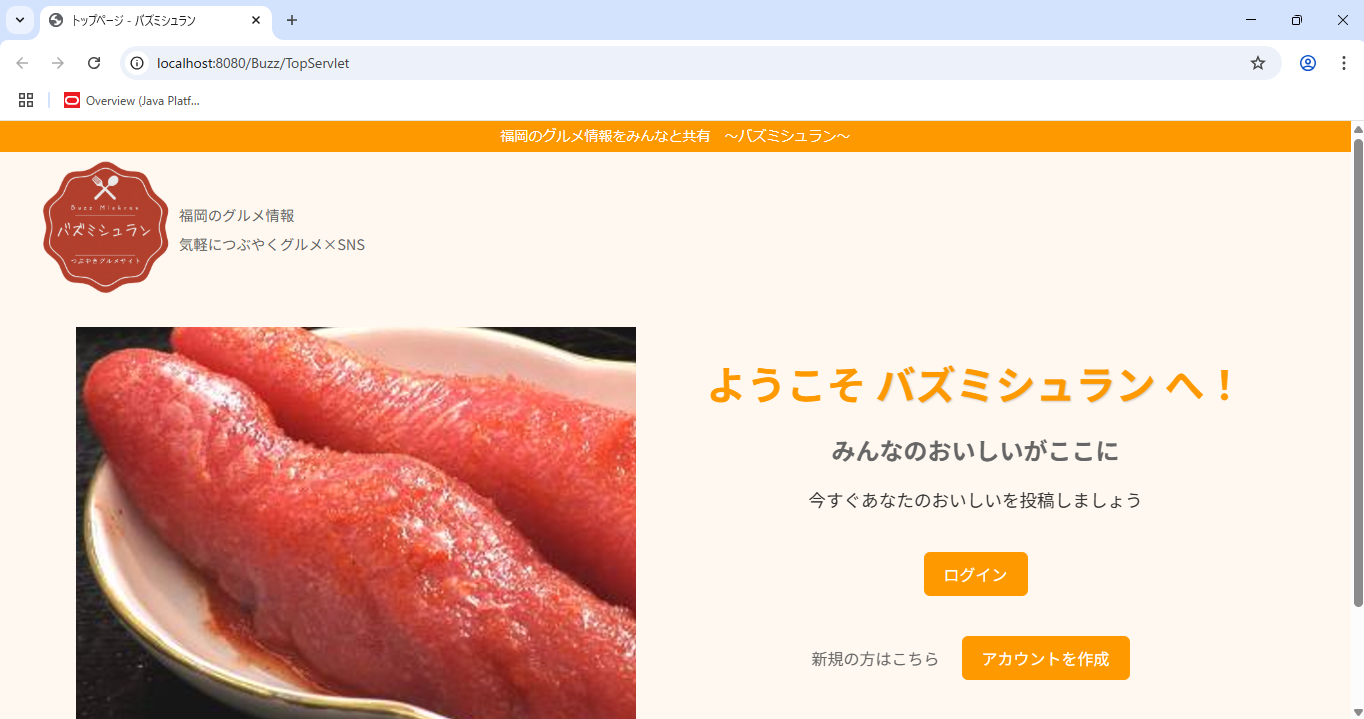 トップページ - バズミシュラン
localhost:8080/Buzz/TopServlet
Overview (Java Platf...
福岡のグルメ情報をみんなと共有　～バズミシュラン～
Buzz Mishran
バズミシュラン
つぶやきグルメサイト
福岡のグルメ情報
気軽につぶやくグルメ×SNS
ようこそ バズミシュラン へ！
みんなのおいしいがここに
今すぐあなたのおいしいを投稿しましょう
ログイン
新規の方はこちら
アカウントを作成